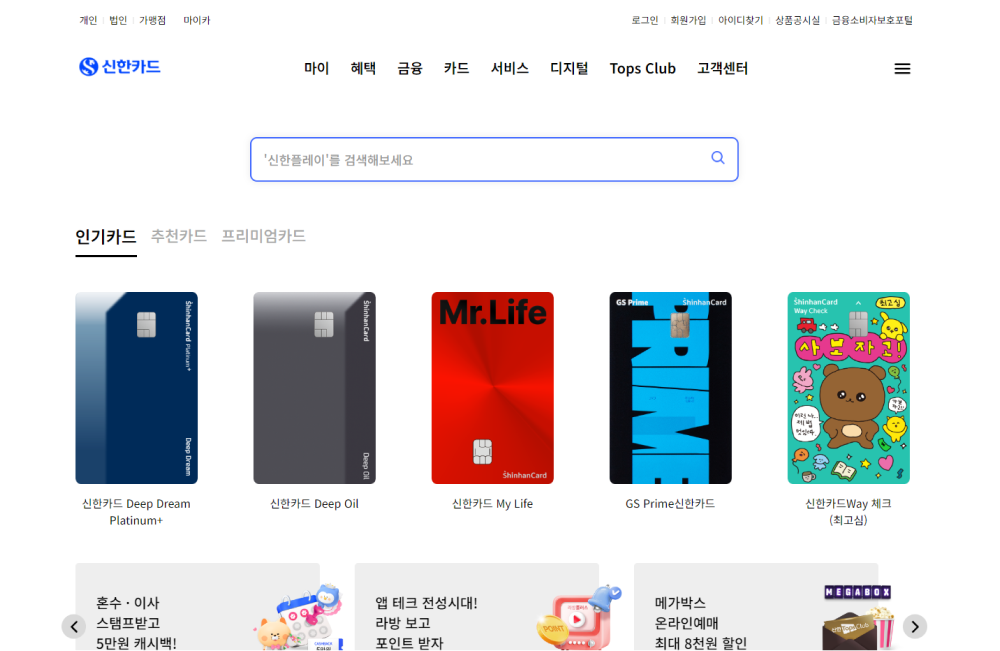 개인 법인 가맹점 마이카
로그인 회원가입 아이디찾기 상품공시실 금융소비자보호포털
신한카드
마이 혜택 금융 카드 서비스 디지털 Tops Club 고객센터
'신한플레이'를 검색해보세요
인기카드 추천카드 프리미엄카드
ShinhanCard Platinum+
Deep Dream
ShinhanCard
Deep Oil
Mr.Life
ShinhanCard
GS Prime ShinhanCard
PRIME
ShinhanCard
Way Check
최고심
사보자고!
신한카드 Deep Dream
Platinum+
신한카드 Deep Oil
신한카드 My Life
GS Prime신한카드
신한카드Way 체크
(최고심)
혼수 · 이사
스탬프받고
5만원 캐시백!
앱 테크 전성시대!
라방 보고
포인트 받자
POINT
메가박스
온라인예매
최대 8천원 할인
MEGABOX
Tops Club